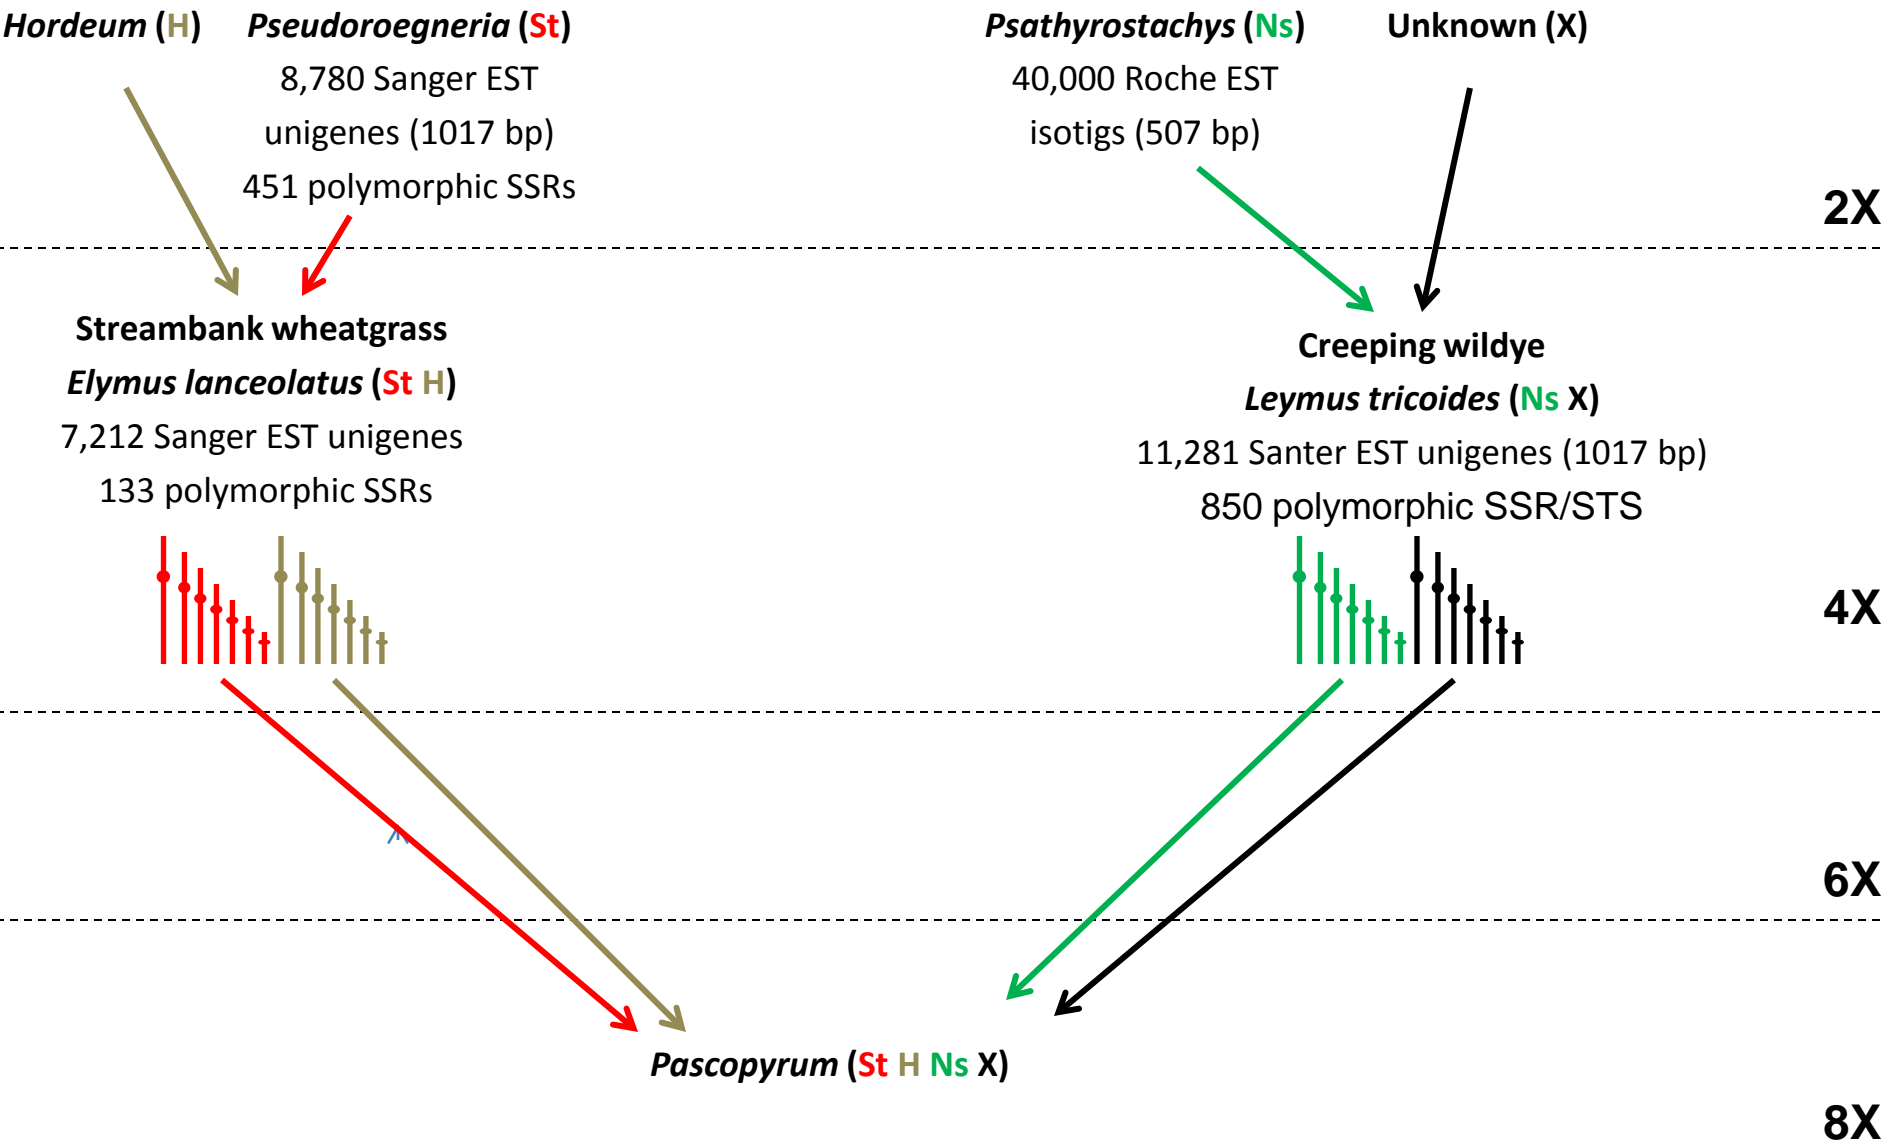 Hordeum (H)
Pseudoroegneria (St)
8,780 Sanger EST
unigenes (1017 bp)
451 polymorphic SSRs
Psathyrostachys (Ns)
40,000 Roche EST
isotigs (507 bp)
Unknown (X)
2X
Streambank wheatgrass
Elymus lanceolatus (St H)
7,212 Sanger EST unigenes
133 polymorphic SSRs
Creeping wildye
Leymus tricoides (Ns X)
11,281 Santer EST unigenes (1017 bp)
850 polymorphic SSR/STS
4X
6X
Pascopyrum (St H Ns X)
8X